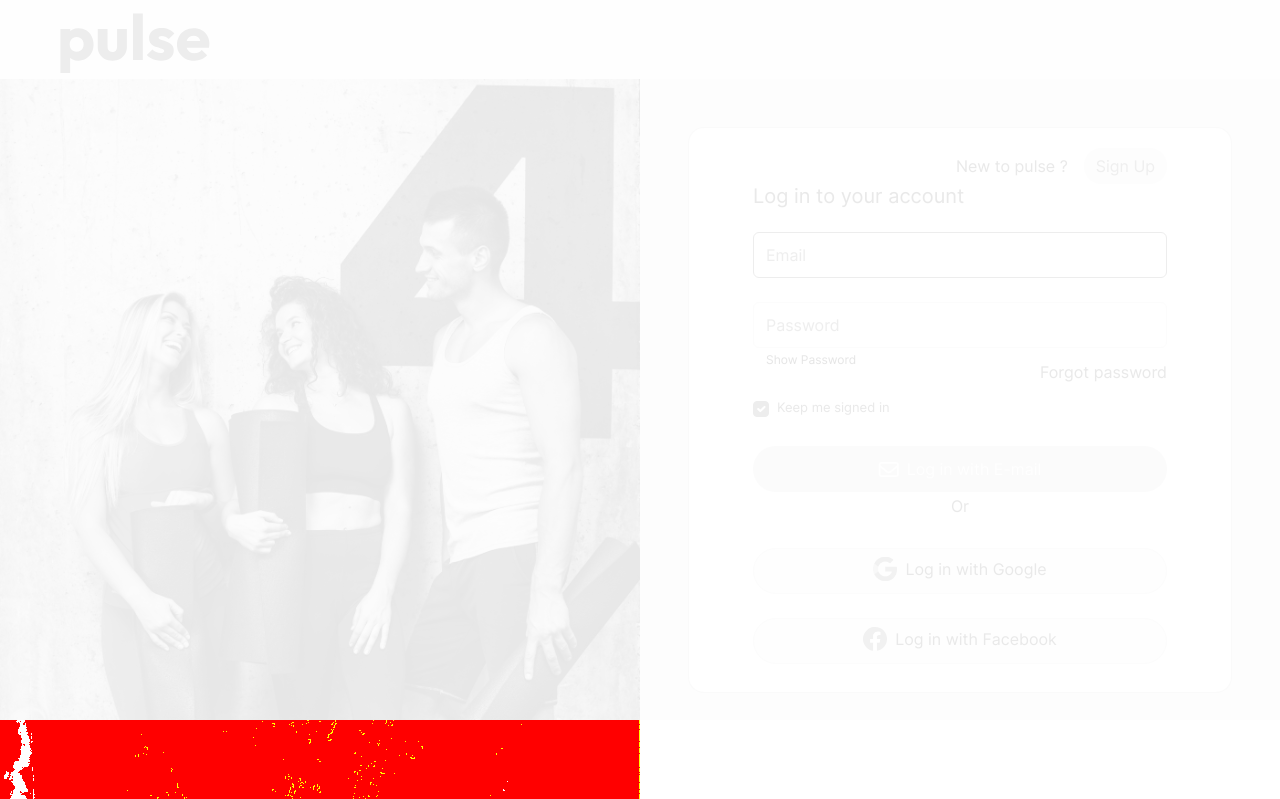 pulse
4
New to pulse ? Sign Up
Log in to your account
Email
Password
Show Password
Forgot password
Keep me signed in
Log in with Email
Or
Log in with Google
Log in with Facebook